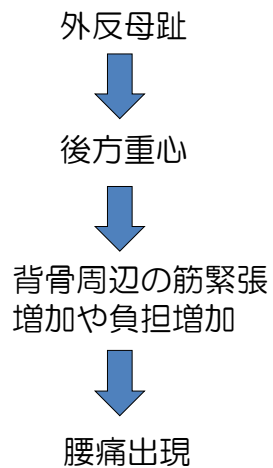 外反母趾
後方重心
背骨周辺の筋緊張
増加や負担増加
腰痛出現